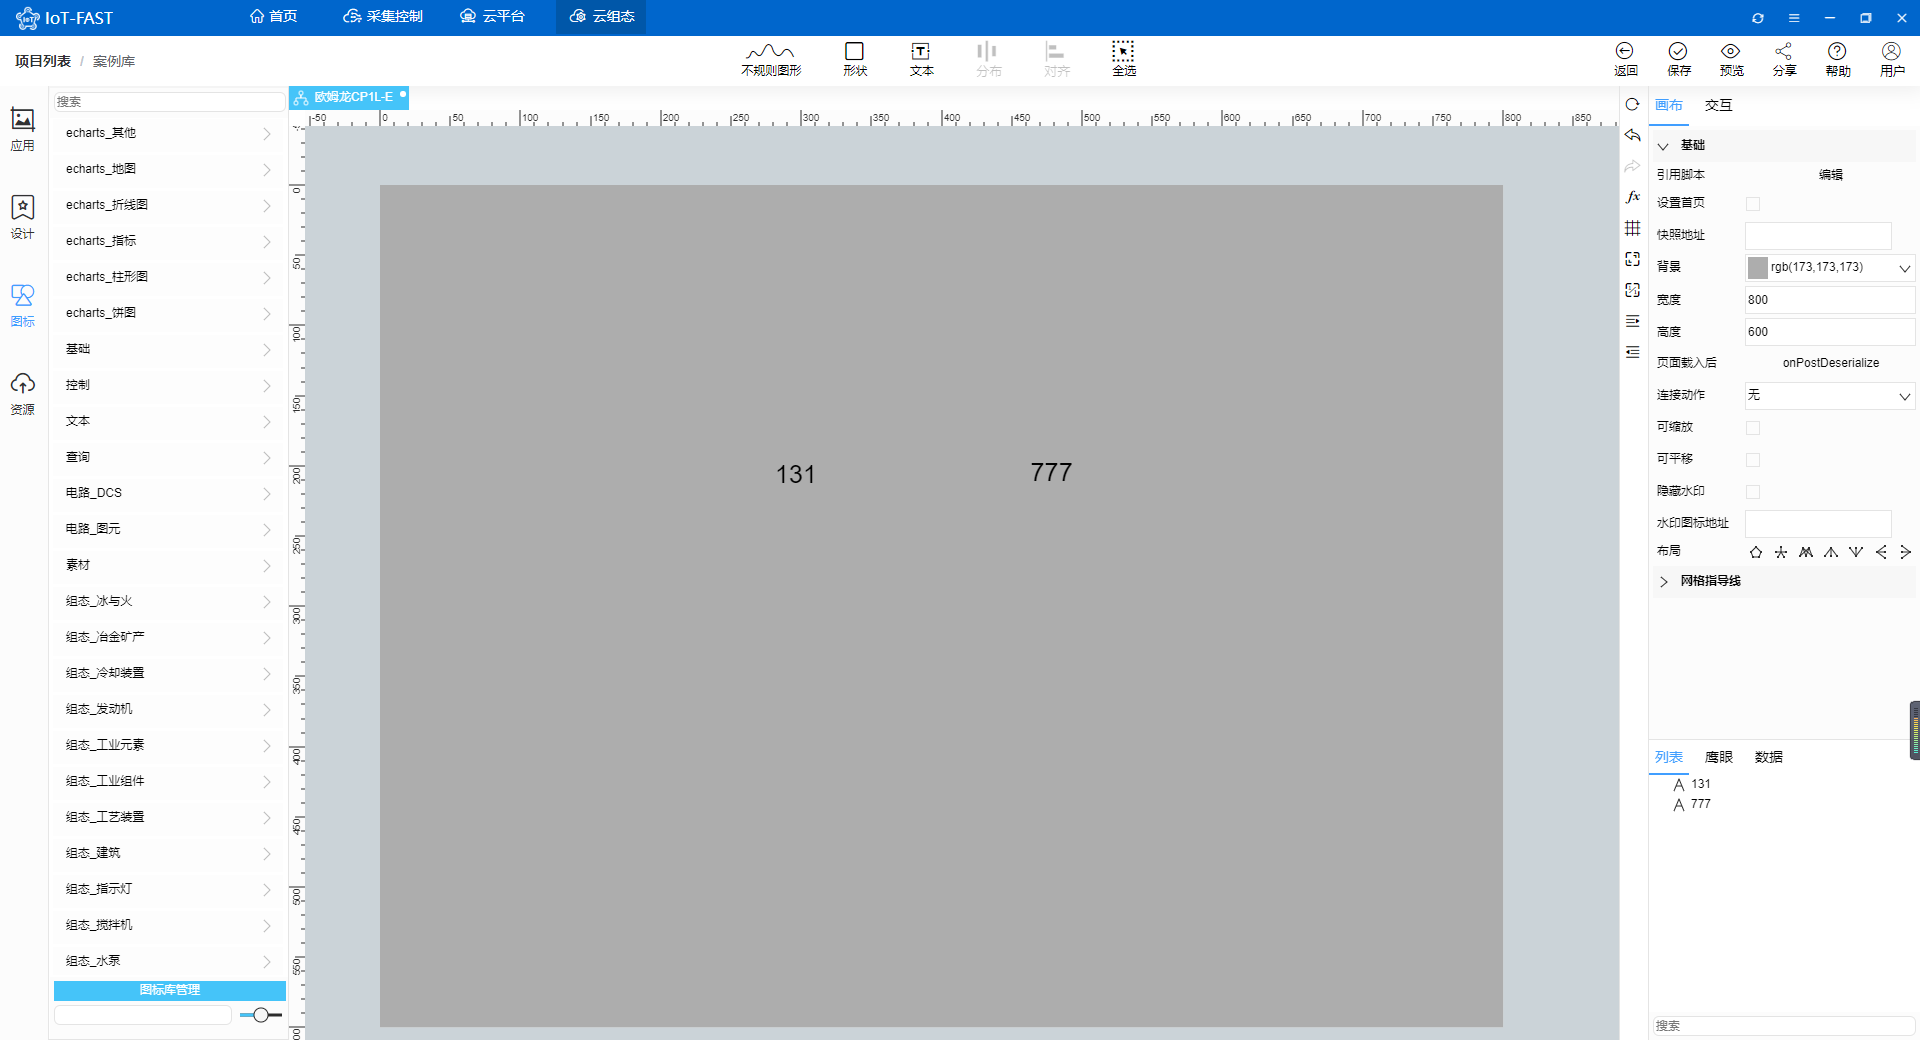 IoT-FAST
首页
采集控制
云平台
云组态
项目列表 / 案例库
不规则图形
形状
文本
分布
对齐
全选
返回
保存
预览
分享
帮助
用户
应用
设计
图标
资源
搜索
echarts_其他
echarts_地图
echarts_折线图
echarts_指标
echarts_柱形图
echarts_饼图
基础
控制
文本
查询
电路_DCS
电路_图元
素材
组态_冰与火
组态_冶金矿产
组态_冷却装置
组态_发动机
组态_工业元素
组态_工业组件
组态_工艺装置
组态_建筑
组态_指示灯
组态_搅拌机
组态_水泵
图标库管理
欧姆龙CP1L-E
-50 0 50 100 150 200 250 300 350 400 450 500 550 600 650 700 750 800 850
0
50
100
150
200
250
300
350
400
450
500
550
131
777
画布 交互
基础
引用脚本 编辑
设置首页
快照地址
背景 rgb(173,173,173)
宽度 800
高度 600
页面载入后 onPostDeserialize
连接动作 无
可缩放
可平移
隐藏水印
水印图标地址
布局
网格指导线
列表 鹰眼 数据
131
777
搜索